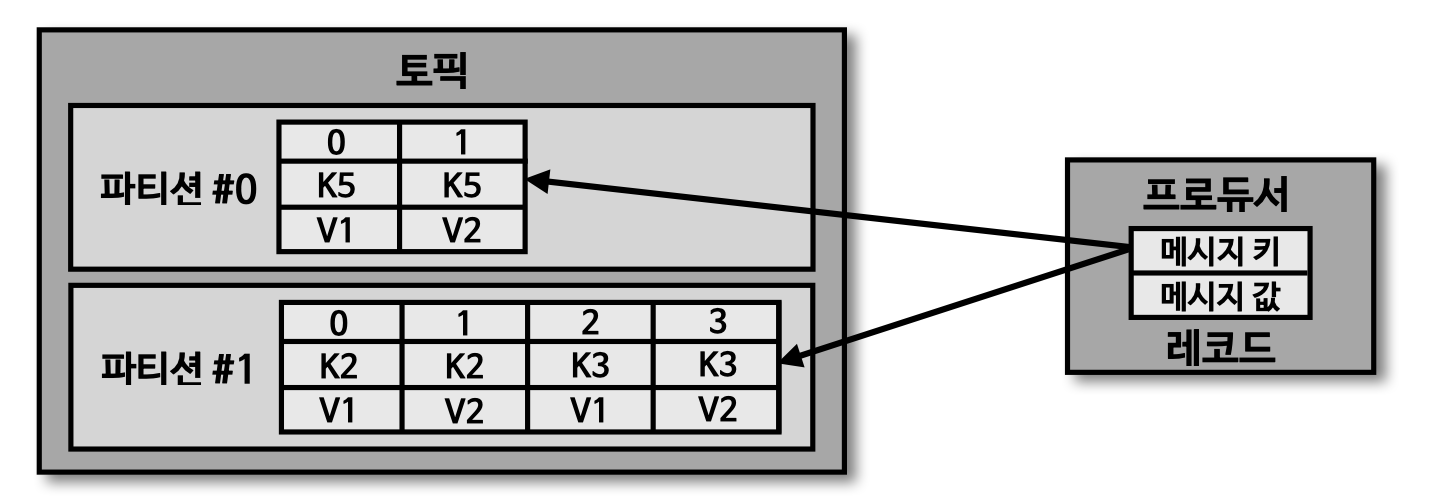 토픽
파티션 #0
0 1
K5 K5
V1 V2
파티션 #1
0 1 2 3
K2 K2 K3 K3
V1 V2 V1 V2
프로듀서
메시지 키
메시지 값
레코드